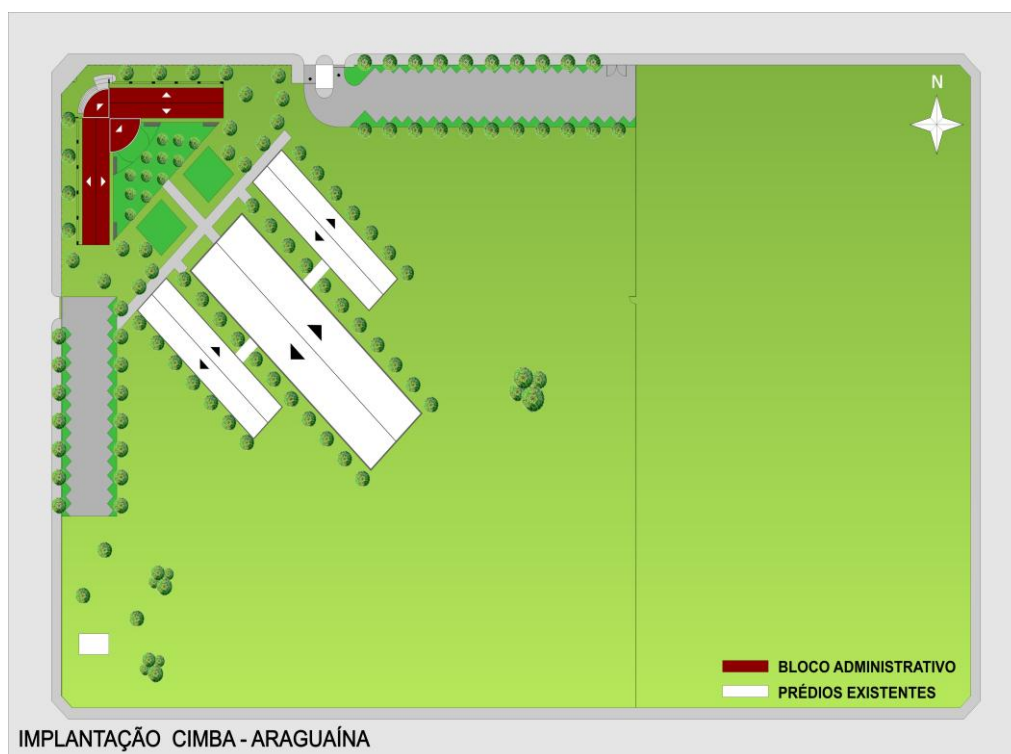 N
BLOCO ADMINISTRATIVO
PRÉDIOS EXISTENTES
IMPLANTAÇÃO CIMBA - ARAGUAÍNA